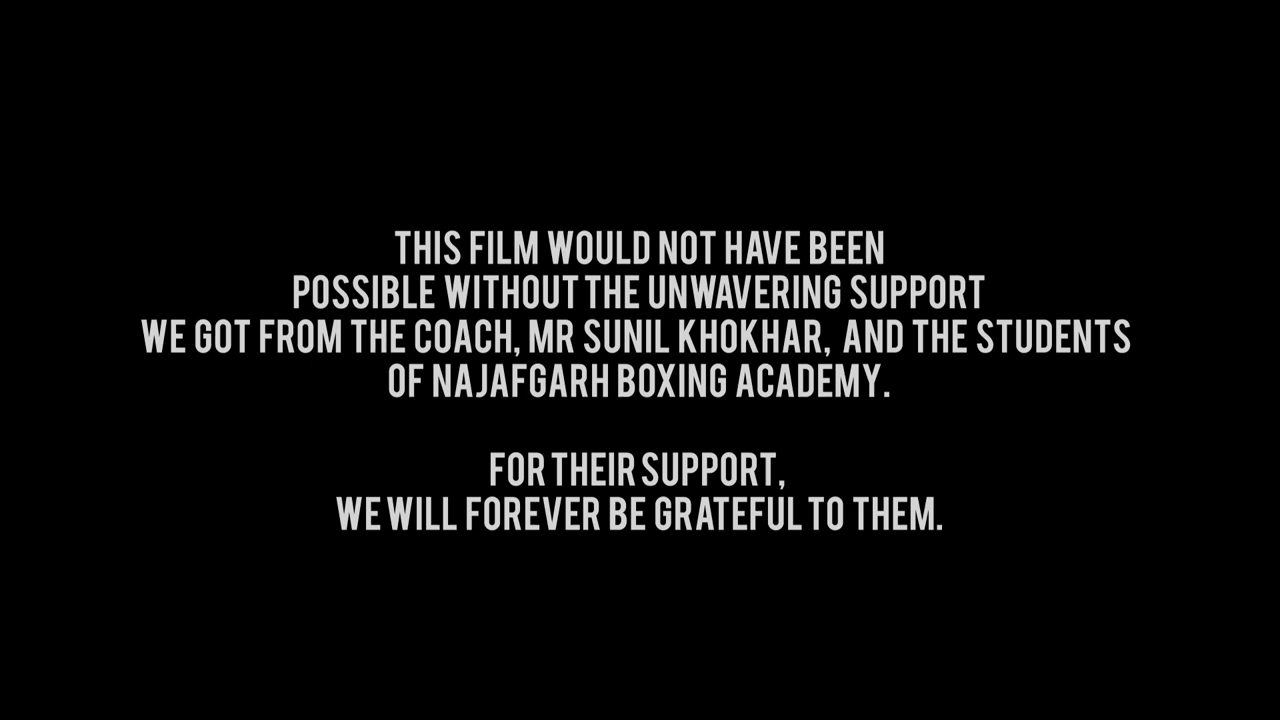 THIS FILM WOULD NOT HAVE BEEN
POSSIBLE WITHOUT THE UNWAVERING SUPPORT
WE GOT FROM THE COACH, MR SUNIL KHOKHAR, AND THE STUDENTS
OF NAJAFGARH BOXING ACADEMY.
FOR THEIR SUPPORT,
WE WILL FOREVER BE GRATEFUL TO THEM.